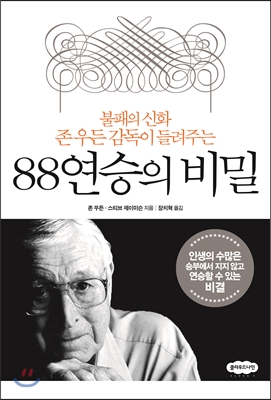 불패의 신화
존 우든 감독이 들려주는
88연승의 비밀
존 우든 · 스티브 제이미슨 지음 | 장치혁 옮김
인생의 수많은
승부에서 지지 않고
연승할 수 있는
비결
클라우드나인
yes24